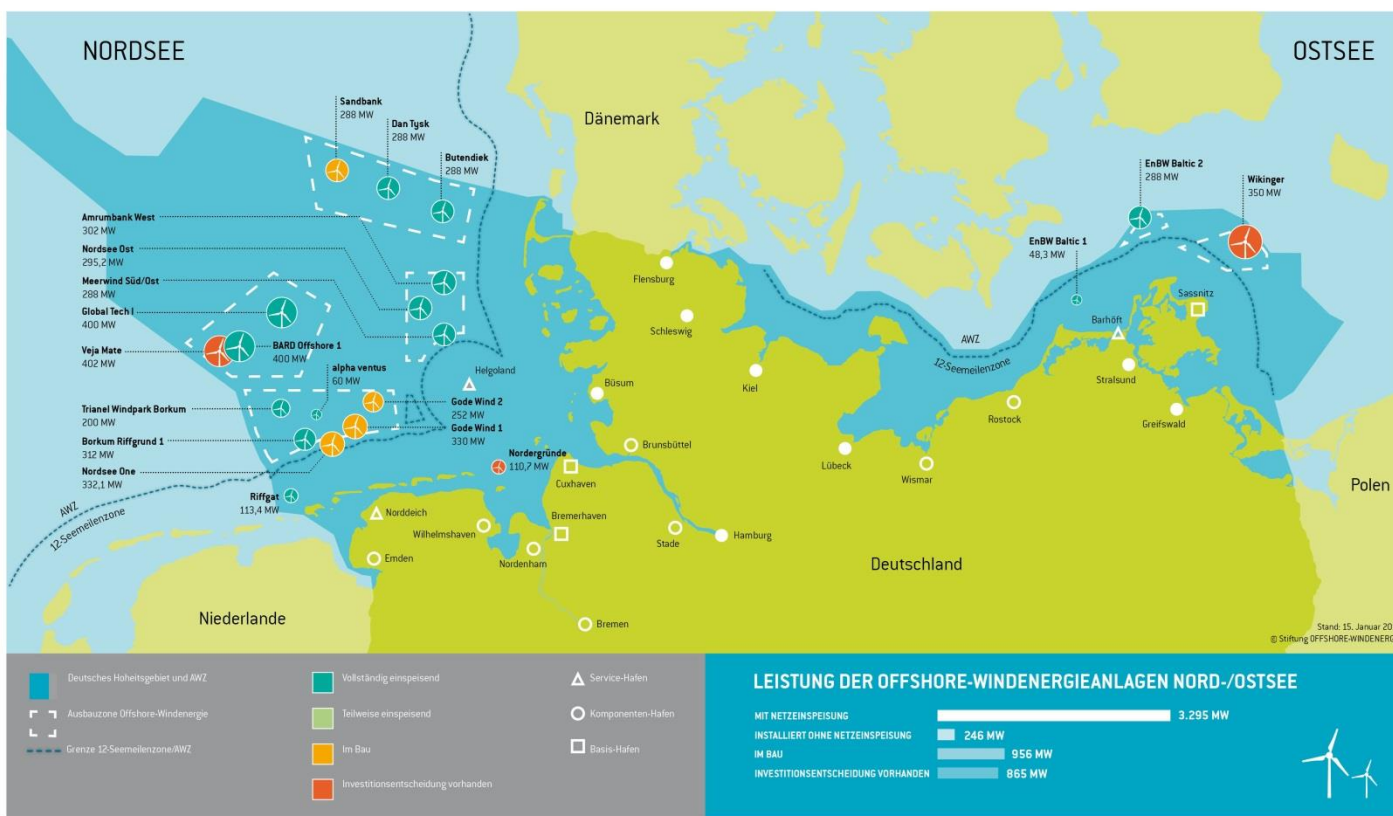 NORDSEE
OSTSEE
Sandbank
288 MW
Dan Tysk
288 MW
Butendiek
288 MW
Dänemark
Amrumbank West
302 MW
Nordsee Ost
295,2 MW
Meerwind Süd/Ost
288 MW
Global Tech I
400 MW
Veja Mate
402 MW
BARD Offshore 1
400 MW
alpha ventus
60 MW
Trianel Windpark Borkum
200 MW
Borkum Riffgrund 1
312 MW
Nordsee One
332,1 MW
Gode Wind 2
252 MW
Gode Wind 1
330 MW
Riffgat
113,4 MW
Nordergründe
110,7 MW
EnBW Baltic 2
288 MW
Wikinger
350 MW
EnBW Baltic 1
48,3 MW
AWZ
12-Seemeilenzone
AWZ
12-Seemeilenzone
Helgoland
Flensburg
Schleswig
Kiel
Büsum
Brunsbüttel
Cuxhaven
Bremerhaven
Norddeich
Wilhelmshaven
Emden
Nordenham
Stade
Hamburg
Bremen
Lübeck
Wismar
Rostock
Barhöft
Sassnitz
Stralsund
Greifswald
Niederlande
Deutschland
Polen
Stand: 15. Januar 20
© Stiftung OFFSHORE-WINDENERG
Deutsches Hoheitsgebiet und AWZ
Ausbauzone Offshore-Windenergie
Grenze 12-Seemeilenzone/AWZ
Vollständig einspeisend
Teilweise einspeisend
Im Bau
Investitionsentscheidung vorhanden
Service-Hafen
Komponenten-Hafen
Basis-Hafen
LEISTUNG DER OFFSHORE-WINDENERGIEANLAGEN NORD-/OSTSEE
MIT NETZEINSPEISUNG 3.295 MW
INSTALLIERT OHNE NETZEINSPEISUNG 246 MW
IM BAU 956 MW
INVESTITIONSENTSCHEIDUNG VORHANDEN 865 MW